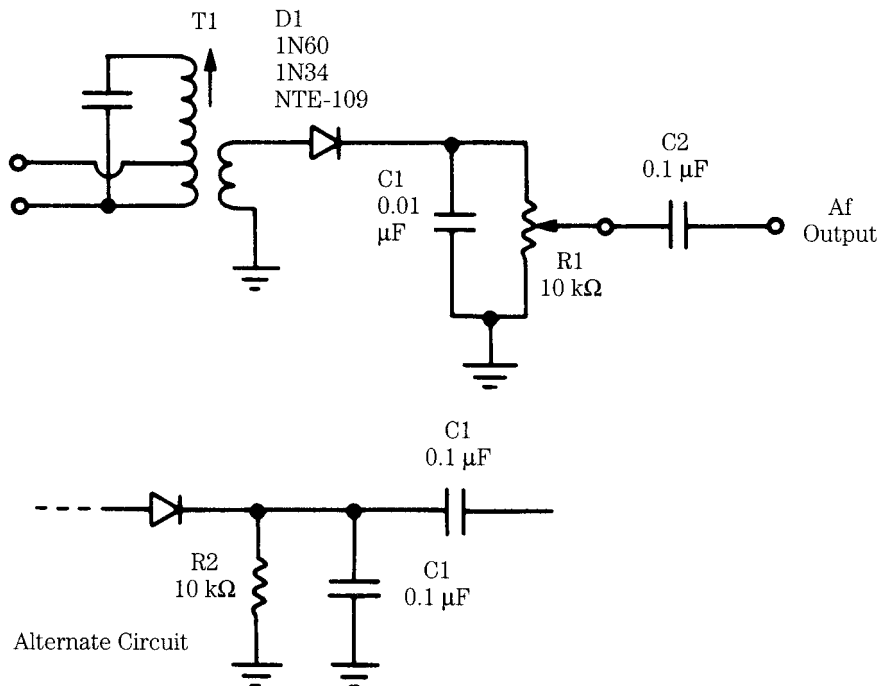 T1
D1
1N60
1N34
NTE-109
C1
0.01
µF
C2
0.1 µF
R1
10 kΩ
Af
Output
C1
0.1 µF
R2
10 kΩ
C1
0.1 µF
Alternate Circuit